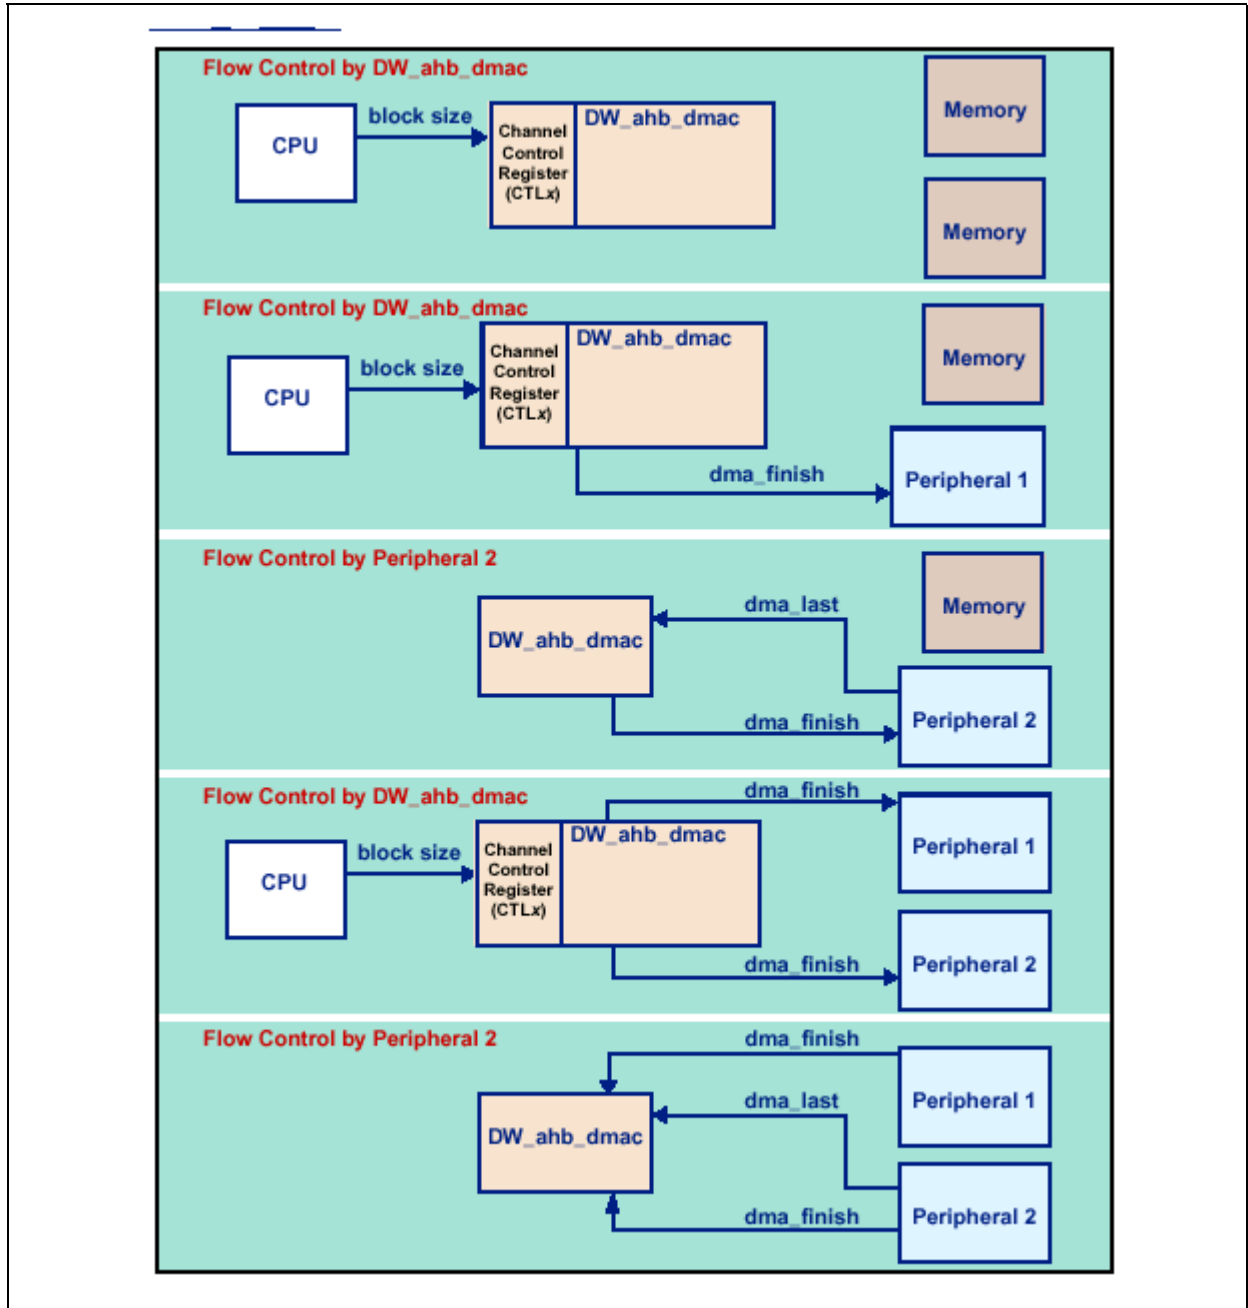 Flow Control by DW_ahb_dmac
CPU
block size
Channel
Control
Register
(CTLx)
DW_ahb_dmac
Memory
Memory
Flow Control by DW_ahb_dmac
CPU
block size
Channel
Control
Register
(CTLx)
DW_ahb_dmac
Memory
dma_finish
Peripheral 1
Flow Control by Peripheral 2
DW_ahb_dmac
dma_last
Memory
dma_finish
Peripheral 2
Flow Control by DW_ahb_dmac
CPU
block size
Channel
Control
Register
(CTLx)
DW_ahb_dmac
dma_finish
Peripheral 1
dma_finish
Peripheral 2
Flow Control by Peripheral 2
dma_finish
Peripheral 1
DW_ahb_dmac
dma_last
dma_finish
Peripheral 2